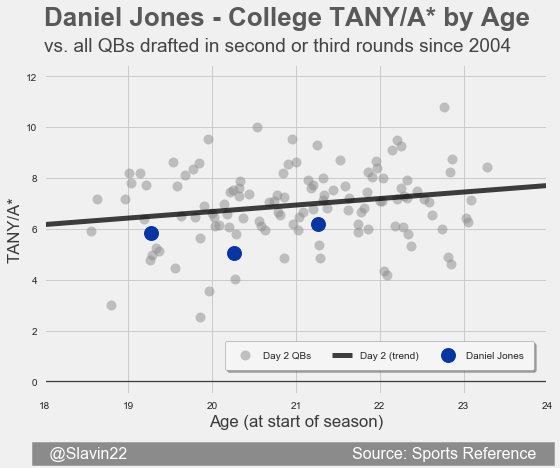 Daniel Jones - College TANY/A* by Age
vs. all QBs drafted in second or third rounds since 2004
12
10
8
6
4
2
0
TANY/A*
Day 2 QBs
Day 2 (trend)
Daniel Jones
18
19
20
21
22
23
24
Age (at start of season)
@Slavin22
Source: Sports Reference